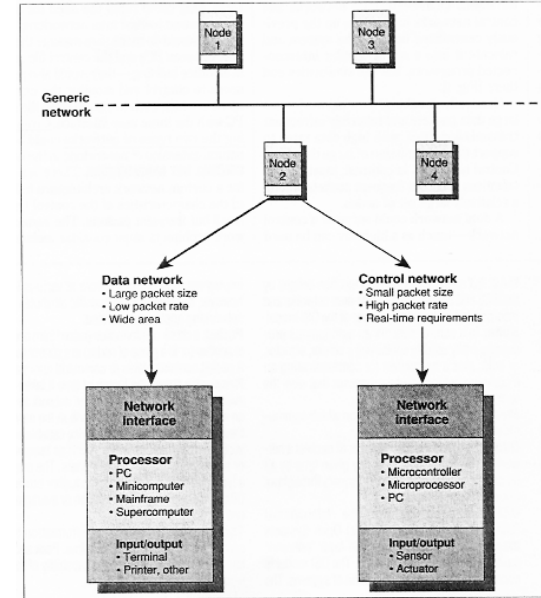 Node
1
Node
3
Generic
network
Node
2
Node
4
Data network
• Large packet size
• Low packet rate
• Wide area
Control network
• Small packet size
• High packet rate
• Real-time requirements
Network
interface
Processor
• PC
• Minicomputer
• Mainframe
• Supercomputer
Input/output
• Terminal
• Printer, other
Network
interface
Processor
• Microcontroller
• Microprocessor
• PC
Input/output
• Sensor
• Actuator